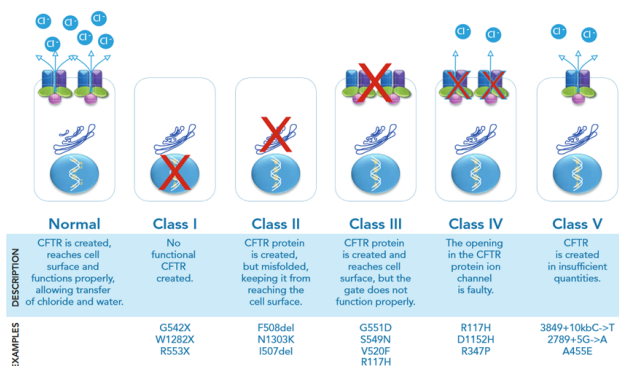 Cl- Cl- Cl- Cl- Cl-
Cl- Cl-
Cl- Cl-
Normal
Class I
Class II
Class III
Class IV
Class V
DESCRIPTION
CFTR is created,
reaches cell
surface and
functions properly,
allowing transfer
of chloride and water.
No
functional
CFTR
created.
CFTR protein
is created,
but misfolded,
keeping it from
reaching the
cell surface.
CFTR protein
is created and
reaches cell
surface, but the
gate does not
function properly.
The opening
in the CFTR
protein ion
channel
is faulty.
CFTR
is created
in insufficient
quantities.
EXAMPLES
G542X
W1282X
R553X
F508del
N1303K
I507del
G551D
S549N
V520F
R117H
R117H
D1152H
R347P
3849+10kbC->T
2789+5G->A
A455E